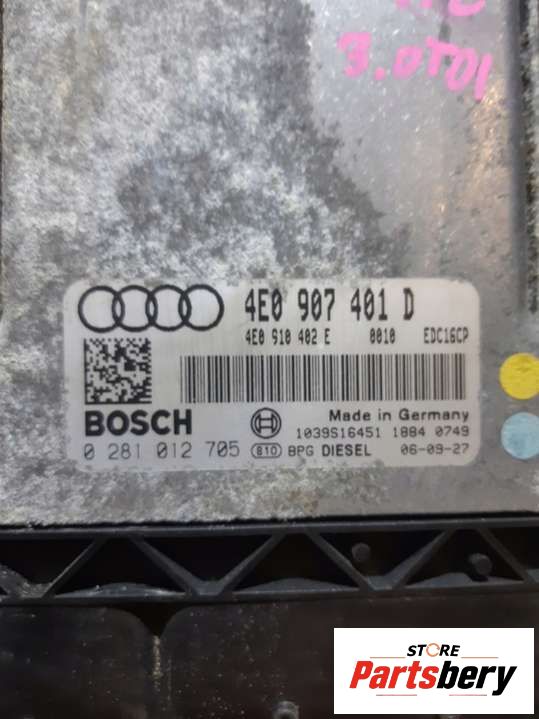 3.0TDI
4E0 907 401 D
4E0 910 402 E 0010 EDC16CP
BOSCH
Made in Germany
1039S16451 1884 0749
0 281 012 705 810 BPG DIESEL 06-09-27
STORE
Partsbery